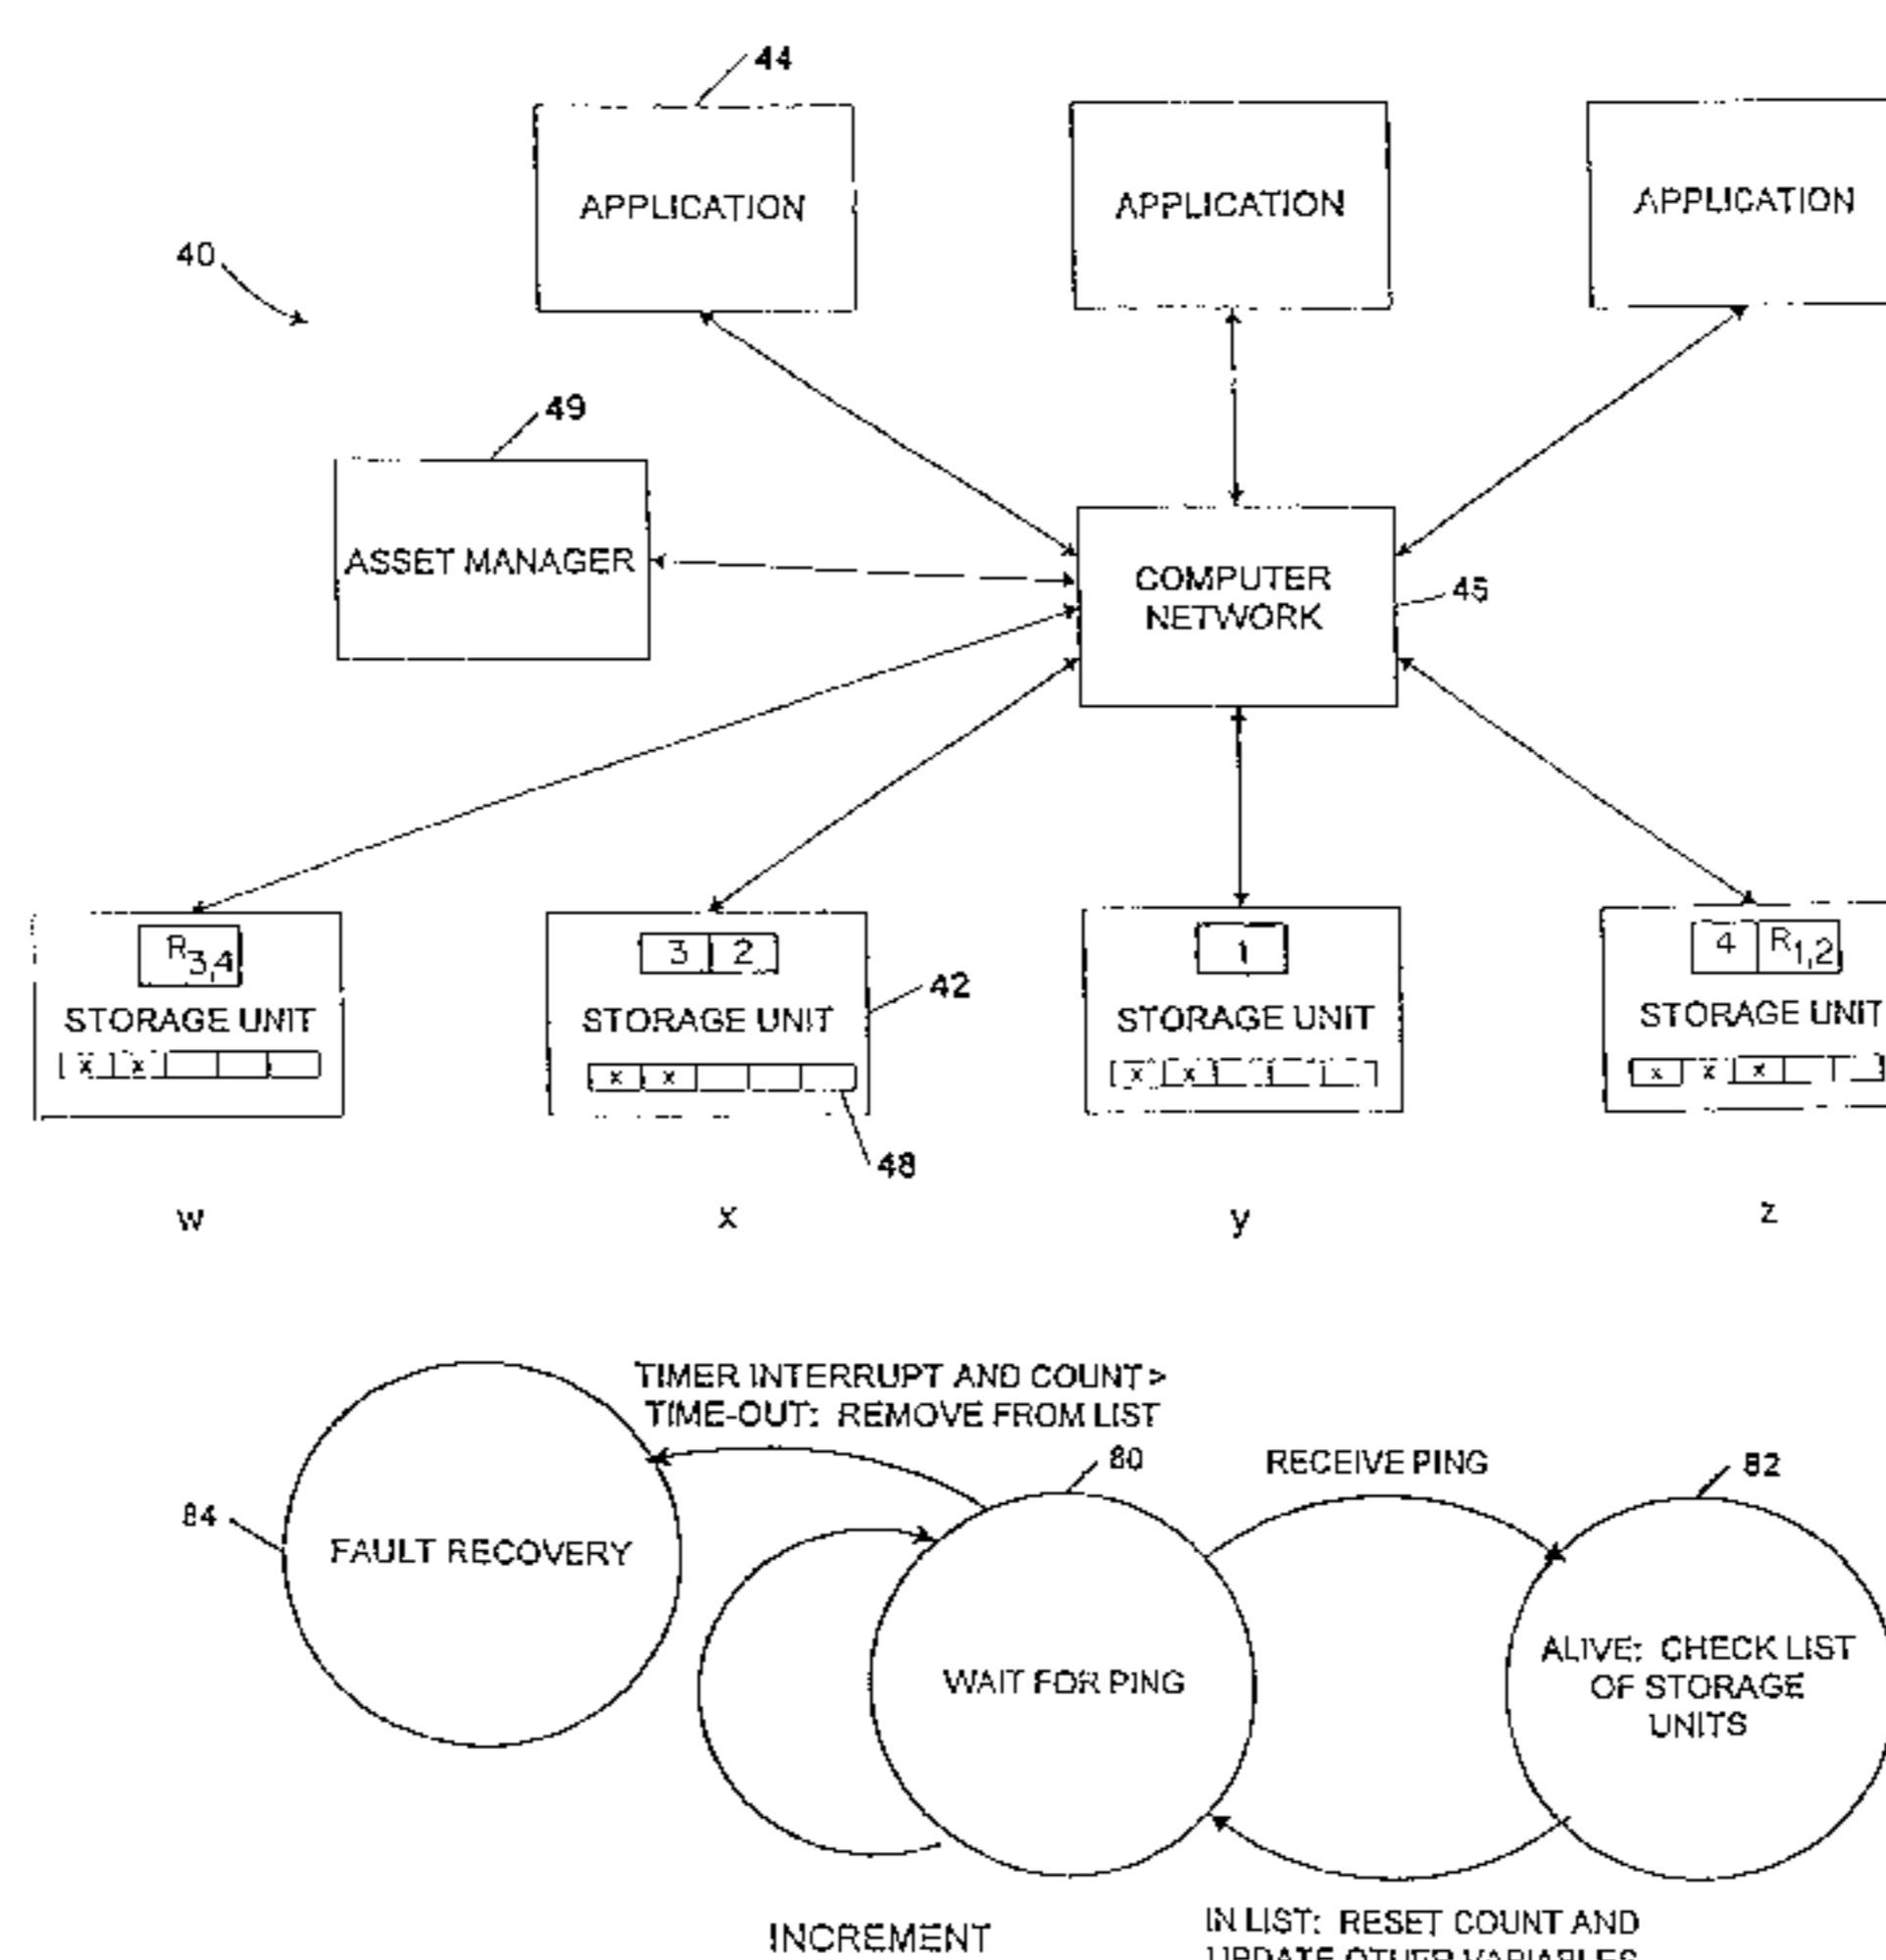 44
APPLICATION
APPLICATION
APPLICATION
40
49
ASSET MANAGER
COMPUTER
NETWORK
45
R3,4
3 2
1
4 R1,2
42
STORAGE UNIT
STORAGE UNIT
STORAGE UNIT
STORAGE UNIT
x x
x x
x x
x x x
48
w
x
y
z
TIMER INTERRUPT AND COUNT >
TIME-OUT: REMOVE FROM LIST
80
RECEIVE PING
82
84
FAULT RECOVERY
WAIT FOR PING
ALIVE: CHECK LIST
OF STORAGE
UNITS
INCREMENT
IN LIST: RESET COUNT AND
UPDATE OTHER VARIABLES